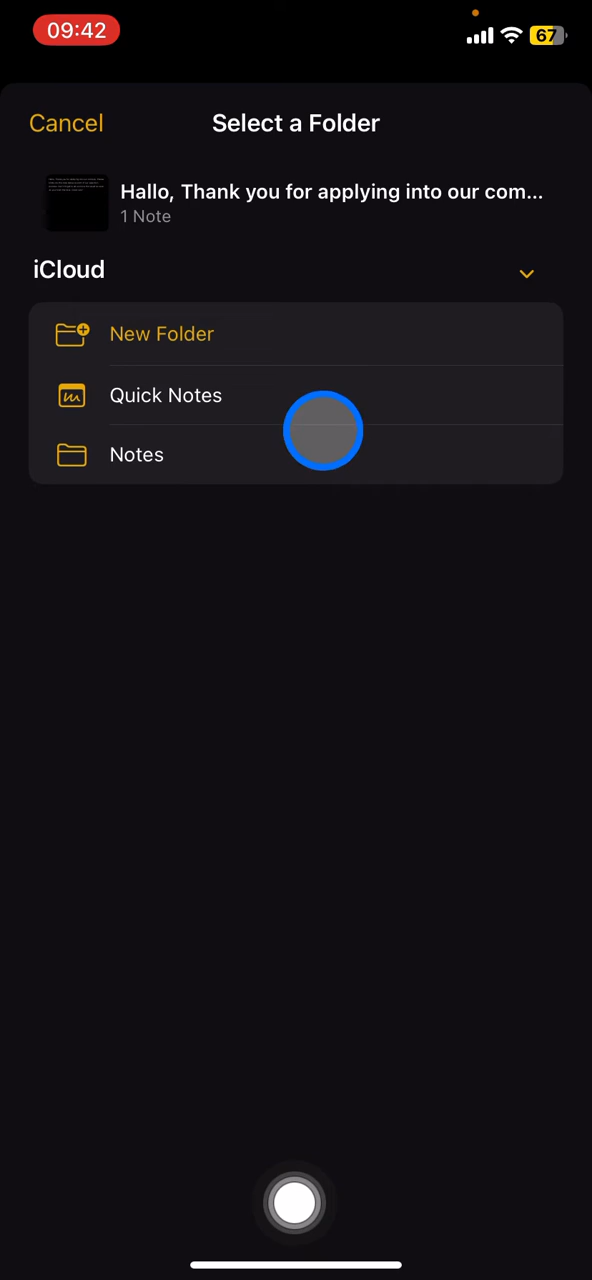 09:42
67
Cancel
Select a Folder
Hallo, Thank you for applying into our com...
1 Note
iCloud
New Folder
Quick Notes
Notes